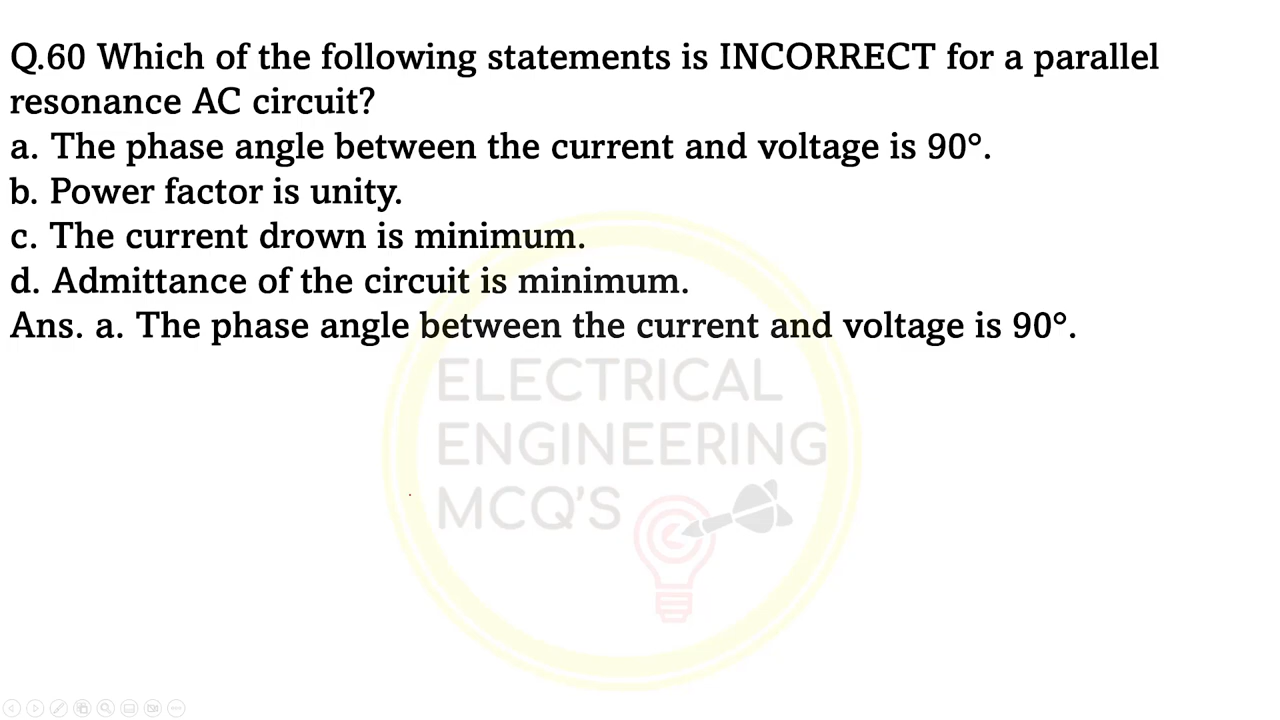 Q.60 Which of the following statements is INCORRECT for a parallel
resonance AC circuit?
a. The phase angle between the current and voltage is 90°.
b. Power factor is unity.
c. The current drown is minimum.
d. Admittance of the circuit is minimum.
Ans. a. The phase angle between the current and voltage is 90°.
ELECTRICAL
ENGINEERING
MCQ'S